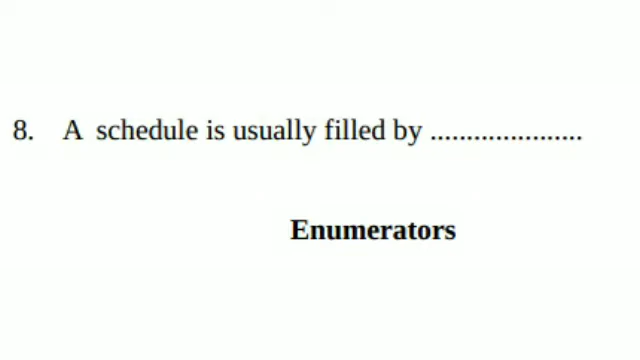 8. A schedule is usually filled by .....................
Enumerators